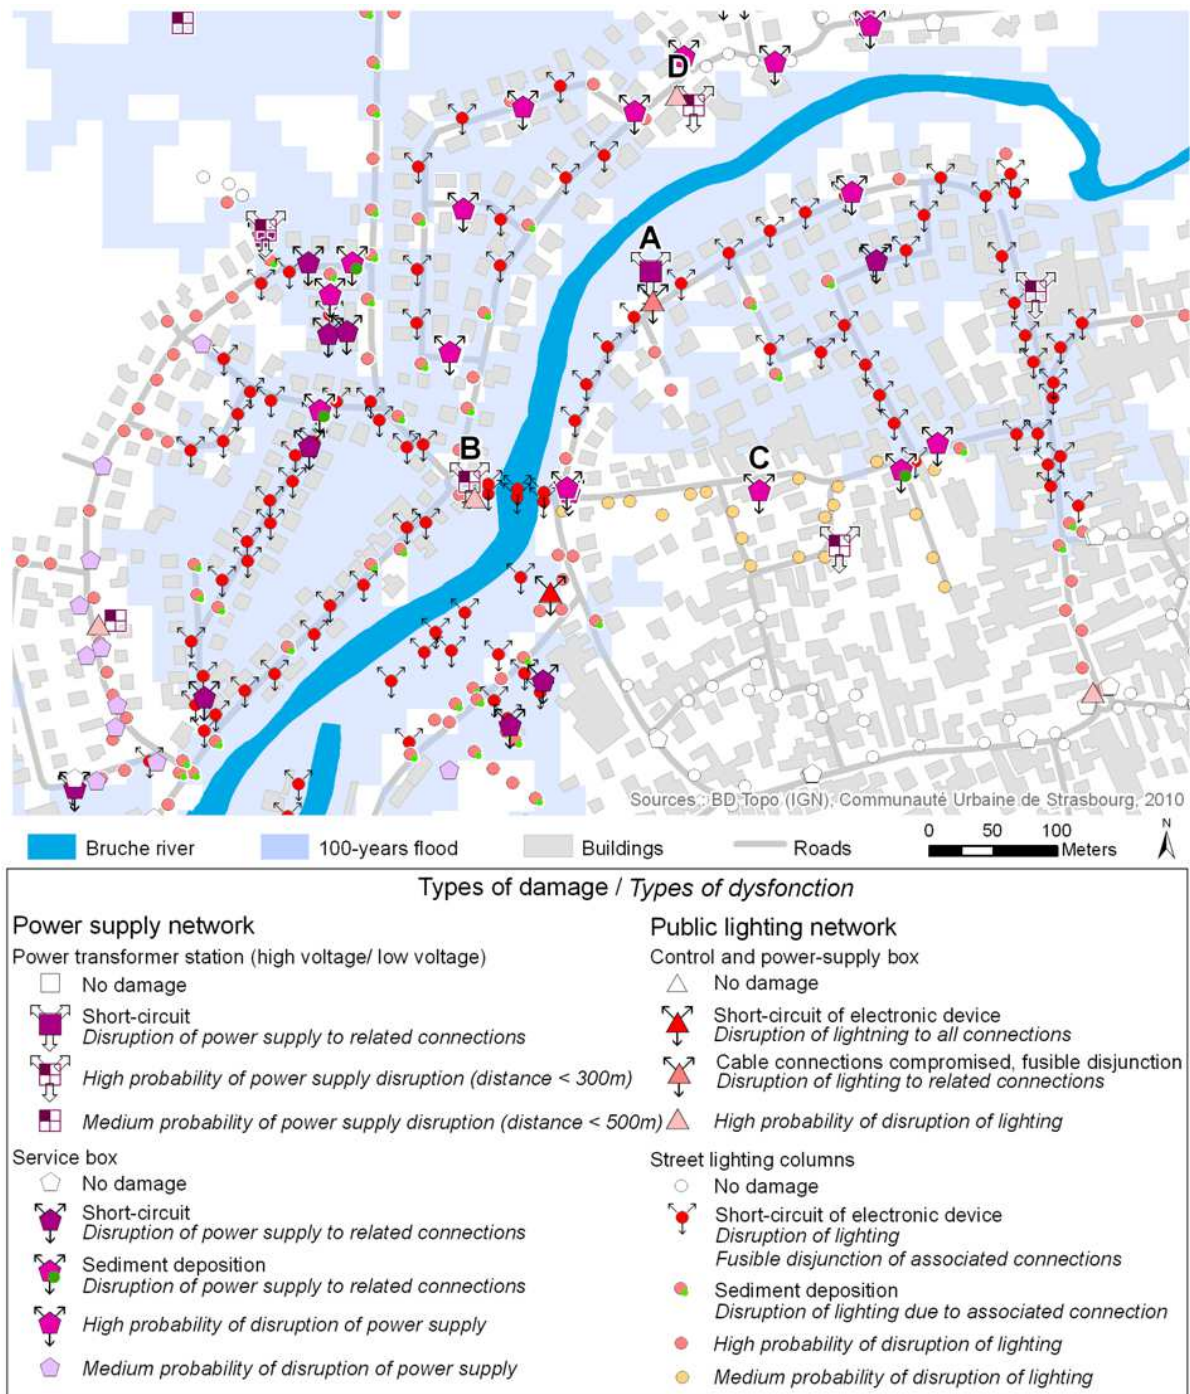 D
A
B
C
Sources : BD Topo (IGN), Communauté Urbaine de Strasbourg, 2010
Bruche river
100-years flood
Buildings
Roads
0 50 100
Meters
N
Types of damage / Types of dysfonction
Power supply network
Power transformer station (high voltage/ low voltage)
No damage
Short-circuit
Disruption of power supply to related connections
High probability of power supply disruption (distance < 300m)
Medium probability of power supply disruption (distance < 500m)
Service box
No damage
Short-circuit
Disruption of power supply to related connections
Sediment deposition
Disruption of power supply to related connections
High probability of disruption of power supply
Medium probability of disruption of power supply
Public lighting network
Control and power-supply box
No damage
Short-circuit of electronic device
Disruption of lightning to all connections
Cable connections compromised, fusible disjunction
Disruption of lighting to related connections
High probability of disruption of lighting
Street lighting columns
No damage
Short-circuit of electronic device
Disruption of lighting
Fusible disjunction of associated connections
Sediment deposition
Disruption of lighting due to associated connection
High probability of disruption of lighting
Medium probability of disruption of lighting